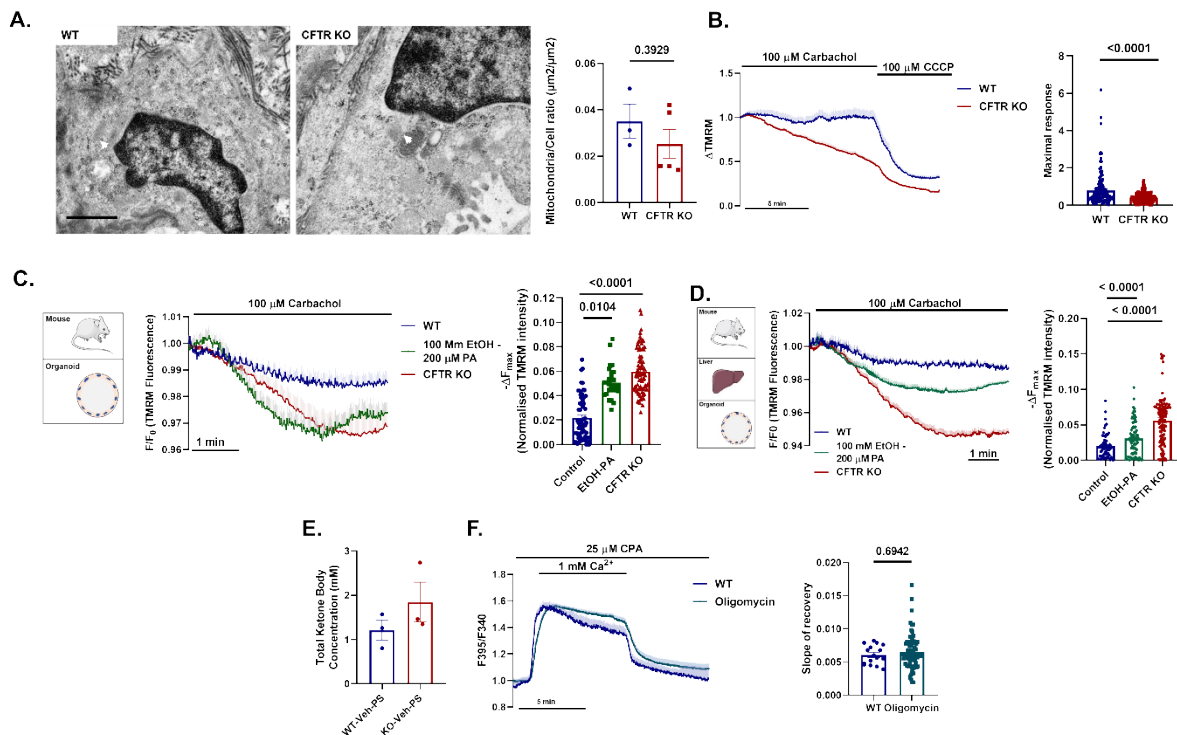 A.
WT
CFTR KO
Mitochondria/Cell ratio (µm2/µm2)
0.06
0.04
0.02
0.00
0.3929
WT CFTR KO
B.
100 µM Carbachol
100 µM CCCP
ΔTMRM
1.5
1.0
0.5
0.0
5 min
WT
CFTR KO
<0.0001
Maximal response
8
6
4
2
0
WT
CFTR KO
C.
Mouse
Organoid
100 µM Carbachol
F/F0 (TMRM Fluorescence)
1.01
1.00
0.99
0.98
0.97
0.96
1 min
WT
100 Mm EtOH -
200 µM PA
CFTR KO
<0.0001
0.0104
-ΔFmax
(Normalised TMRM intensity)
0.12
0.10
0.08
0.06
0.04
0.02
0.00
Control
EtOH-PA
CFTR KO
D.
Mouse
Liver
Organoid
100 µM Carbachol
F/F0 (TMRM Fluorescence)
1.02
1.00
0.98
0.96
0.94
WT
100 mM EtOH -
200 µM PA
CFTR KO
1 min
< 0.0001
< 0.0001
-ΔFmax
(Normalised TMRM intensity)
0.20
0.15
0.10
0.05
0.00
Control
EtOH-PA
CFTR KO
E.
Total Ketone Body
Concentration (mM)
3
2
1
0
WT-Veh-PS
KO-Veh-PS
F.
25 µM CPA
1 mM Ca2+
F395/F340
1.8
1.6
1.4
1.2
1.0
0.8
5 min
WT
Oligomycin
0.6942
Slope of recovery
0.020
0.015
0.010
0.005
0.000
WT Oligomycin